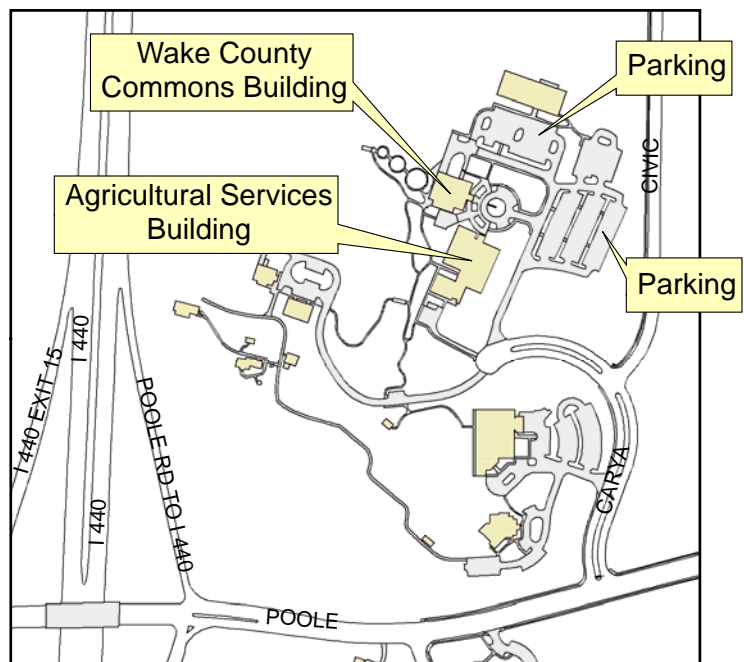 Wake County
Commons Building
Parking
CIVIC
Agricultural Services
Building
Parking
I 440 EXIT 15
I 440
POOLE RD TO I 440
I 440
CARYA
POOLE